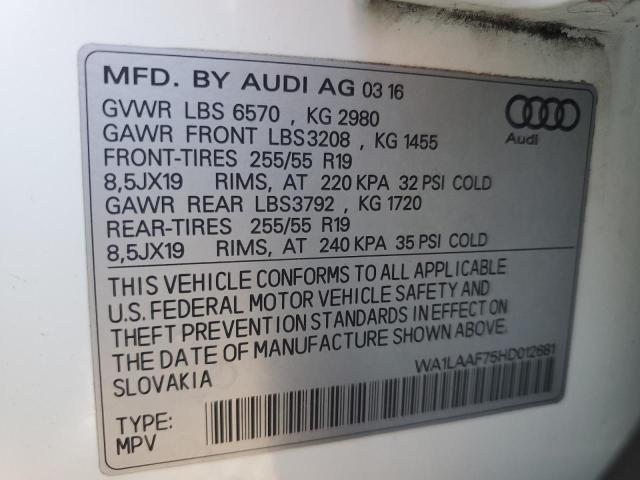 MFD. BY AUDI AG 03 16
GVWR LBS 6570 , KG 2980
GAWR FRONT LBS3208 , KG 1455
FRONT-TIRES 255/55 R19
8,5JX19 RIMS, AT 220 KPA 32 PSI COLD
GAWR REAR LBS3792 , KG 1720
REAR-TIRES 255/55 R19
8,5JX19 RIMS, AT 240 KPA 35 PSI COLD
Audi
THIS VEHICLE CONFORMS TO ALL APPLICABLE
U.S. FEDERAL MOTOR VEHICLE SAFETY AND
THEFT PREVENTION STANDARDS IN EFFECT ON
THE DATE OF MANUFACTURE SHOWN ABOVE.
SLOVAKIA
WA1LAAF75HD012681
TYPE:
MPV